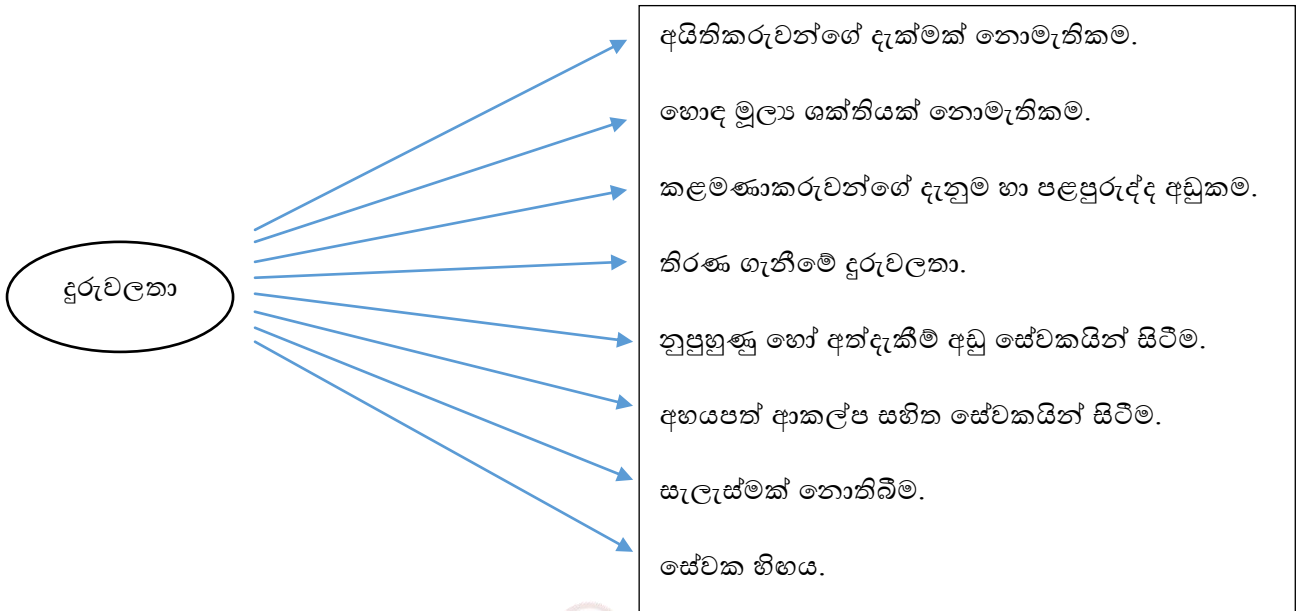 දුරුවලතා
අයිතිකරුවන්ගේ දැක්මක් නොමැතිකම.
හොඳ මූල්‍ය ශක්තියක් නොමැතිකම.
කළමණාකරුවන්ගේ දැනුම හා පළපුරුද්ද අඩුකම.
තිරණ ගැනීමේ දුරුවලතා.
නුපුහුණු හෝ අත්දැකීම් අඩු සේවකයින් සිටීම.
අහයපත් ආකල්ප සහිත සේවකයින් සිටීම.
සැලැස්මක් නොතිබීම.
සේවක හිඟය.